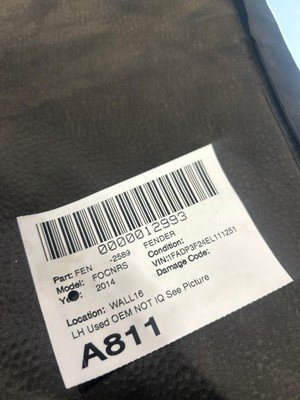 0000012993
Part: FEN -2589 FENDER
Model: FOCNRS Condition:
2014 VIN:1FADP3F24EL111251
Damage Code:
Location: WALL16
LH Used OEM NOT IQ See Picture
A811